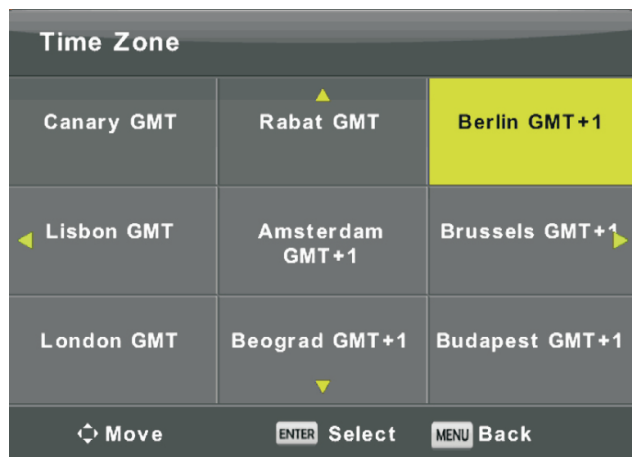 Time Zone
Canary GMT
Rabat GMT
Berlin GMT+1
Lisbon GMT
Amsterdam
GMT+1
Brussels GMT+1
London GMT
Beograd GMT+1
Budapest GMT+1
Move
ENTER Select
MENU Back